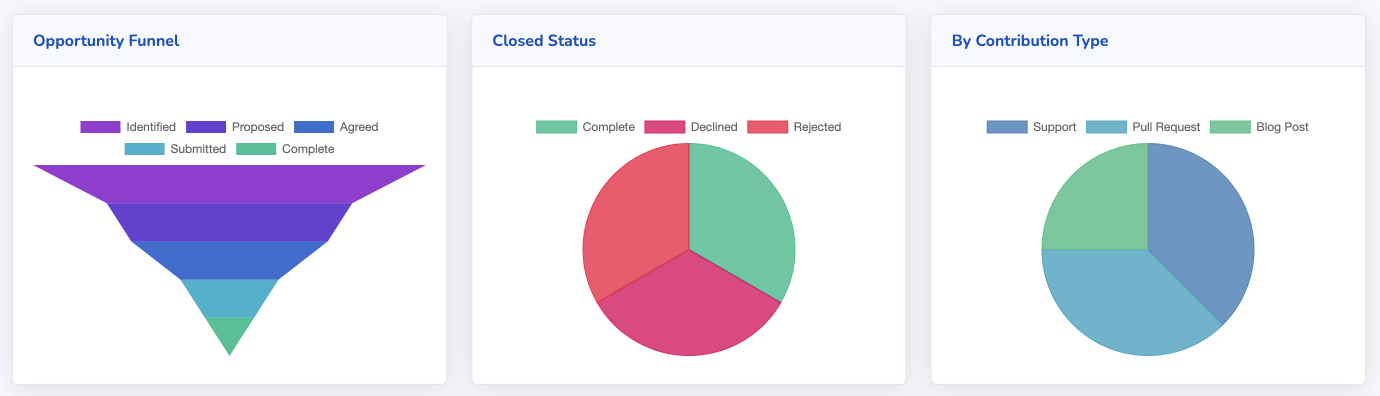 Opportunity Funnel
Identified Proposed Agreed
Submitted Complete
Closed Status
Complete Declined Rejected
By Contribution Type
Support Pull Request Blog Post